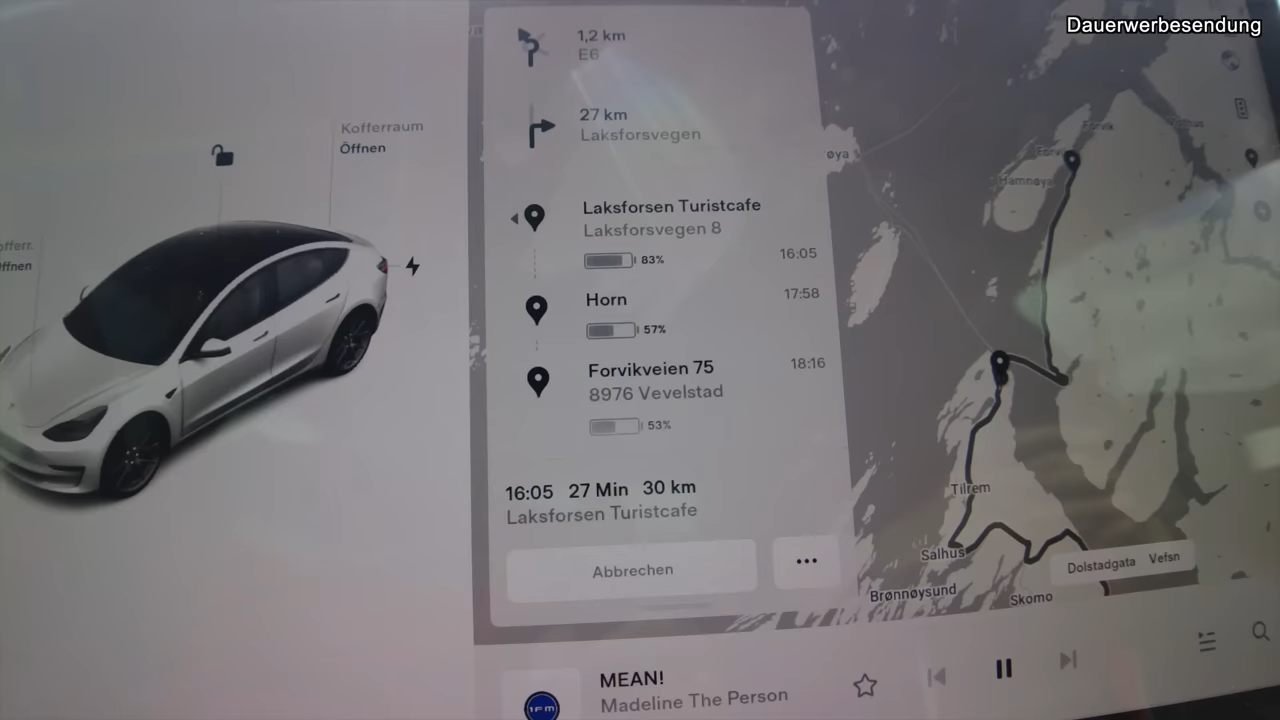 Dauerwerbesendung
1,2 km
E6
27 km
Laksforsvegen
Kofferraum
Öffnen
Laksforsen Turistcafe
Laksforsvegen 8
83%
16:05
Horn
17:58
57%
Forvikveien 75
18:16
8976 Vevelstad
53%
16:05 27 Min 30 km
Laksforsen Turistcafe
Abbrechen
øya
Forvik
Hamnøya
Tilrem
Salhus
Dolstadgata Vefsn
Brønnøysund
Skomo
MEAN!
Madeline The Person
1FM